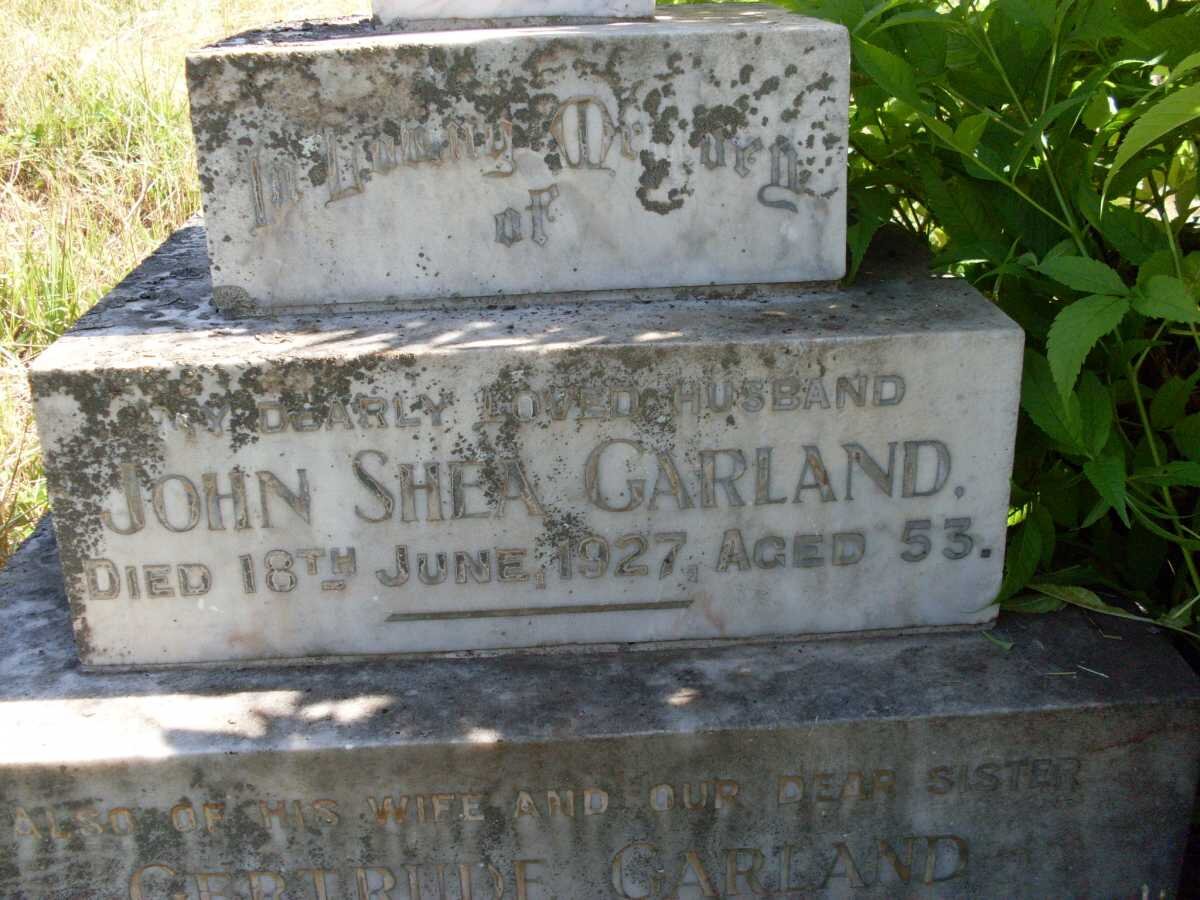 In Loving Memory
of
MY DEARLY LOVED HUSBAND
JOHN SHEA GARLAND.
DIED 18TH JUNE, 1927, AGED 53.
ALSO OF HIS WIFE AND OUR DEAR SISTER
GERTRUDE GARLAND